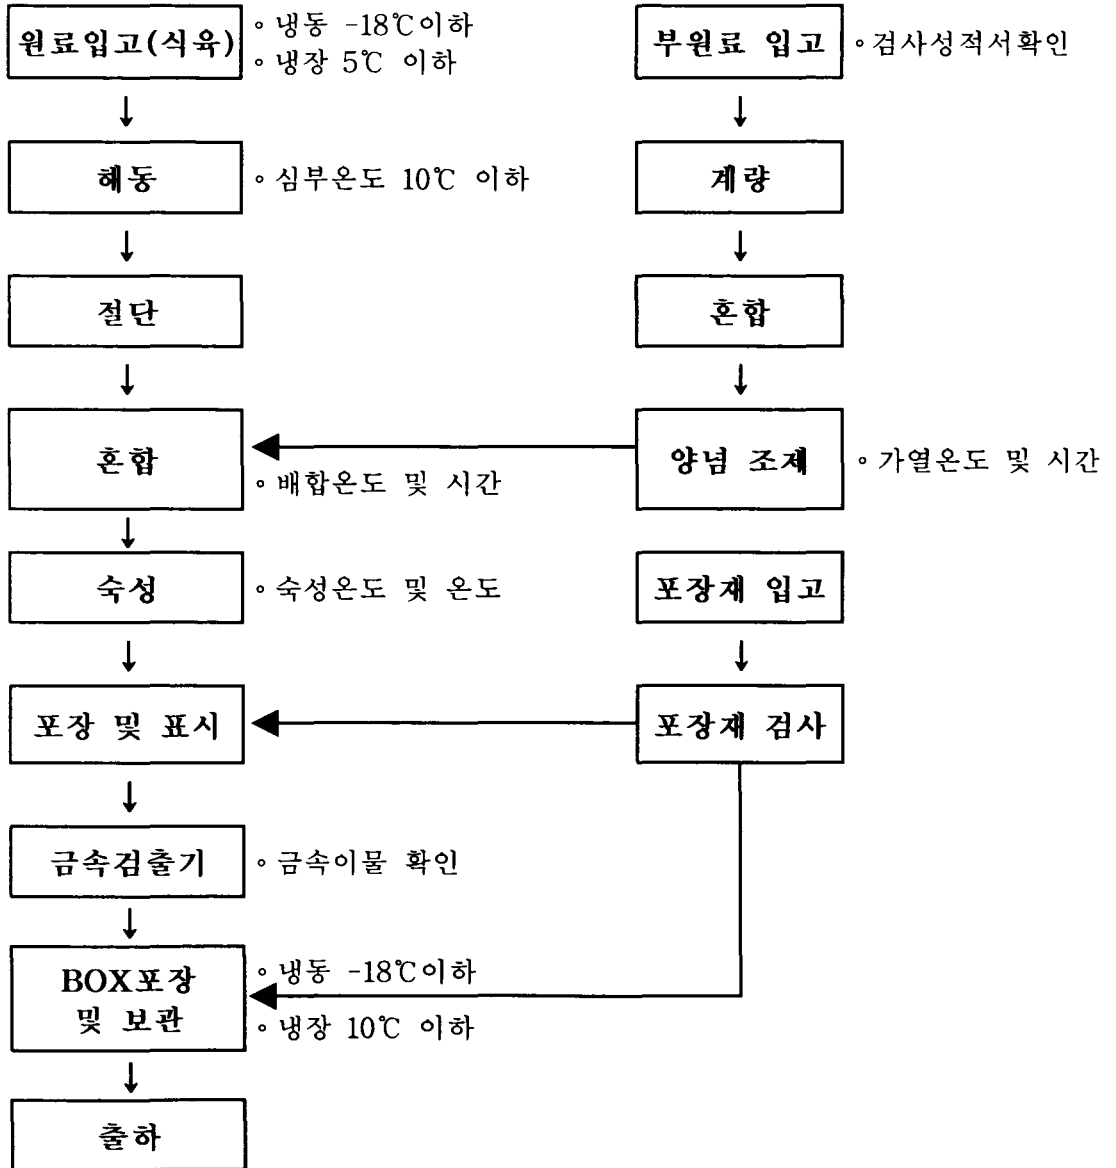 원료입고(식육)
∘ 냉동 -18℃이하
∘ 냉장 5℃ 이하
부원료 입고
∘ 검사성적서확인
해동
∘ 심부온도 10℃ 이하
계량
절단
혼합
혼합
∘ 배합온도 및 시간
양념 조제
∘ 가열온도 및 시간
숙성
∘ 숙성온도 및 온도
포장재 입고
포장 및 표시
포장재 검사
금속검출기
∘ 금속이물 확인
BOX포장
및 보관
∘ 냉동 -18℃이하
∘ 냉장 10℃ 이하
출하